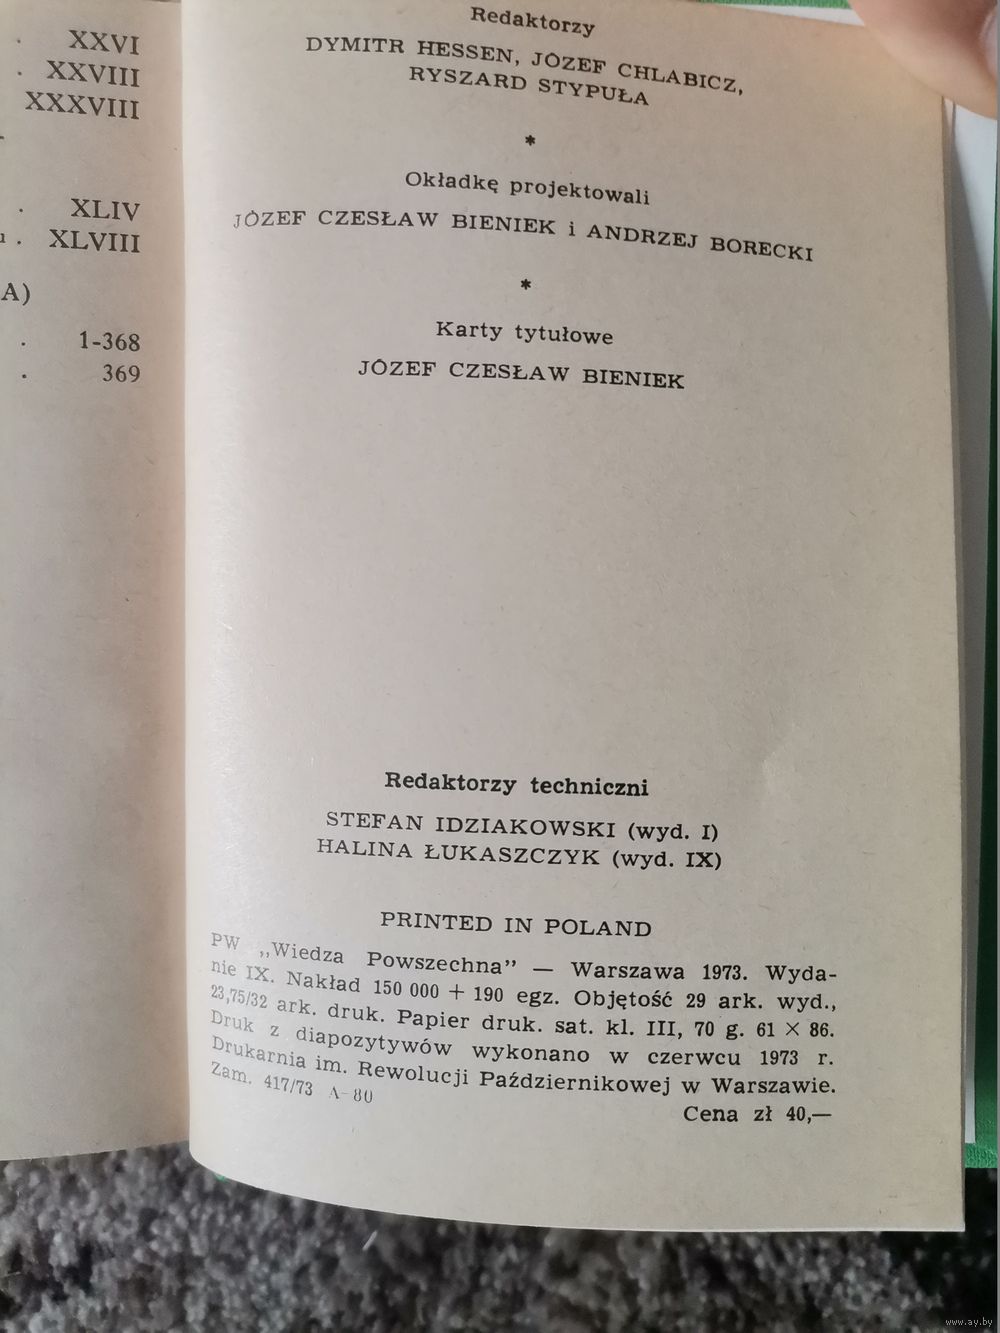 . XXVI
. XXVIII
XXXVIII
. XLIV
. XLVIII
A)
. 1-368
. 369
Redaktorzy
DYMITR HESSEN, JÓZEF CHLABICZ,
RYSZARD STYPUŁA
*
Okładkę projektowali
JÓZEF CZESŁAW BIENIEK i ANDRZEJ BORECKI
*
Karty tytułowe
JÓZEF CZESŁAW BIENIEK
Redaktorzy techniczni
STEFAN IDZIAKOWSKI (wyd. I)
HALINA ŁUKASZCZYK (wyd. IX)
PRINTED IN POLAND
PW „Wiedza Powszechna” — Warszawa 1973. Wyda-
nie IX. Nakład 150 000 + 190 egz. Objętość 29 ark. wyd.,
23,75/32 ark. druk. Papier druk. sat. kl. III, 70 g. 61 × 86.
Druk z diapozytywów wykonano w czerwcu 1973 r.
Drukarnia im. Rewolucji Październikowej w Warszawie.
Zam. 417/73 A-80
Cena zł 40,—
www.ay.by